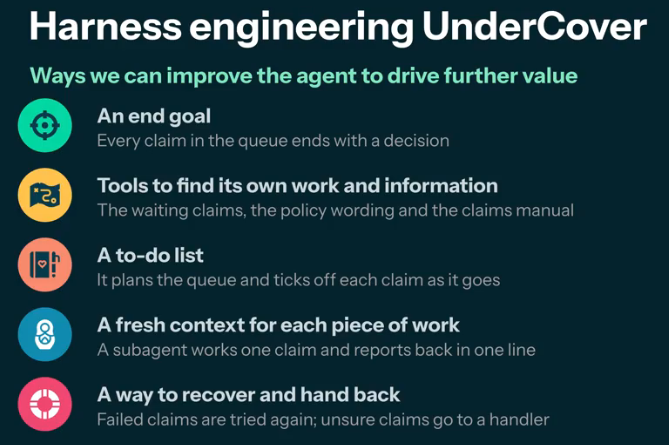 Harness engineering UnderCover
Ways we can improve the agent to drive further value
An end goal
Every claim in the queue ends with a decision
Tools to find its own work and information
The waiting claims, the policy wording and the claims manual
A to-do list
It plans the queue and ticks off each claim as it goes
A fresh context for each piece of work
A subagent works one claim and reports back in one line
A way to recover and hand back
Failed claims are tried again; unsure claims go to a handler